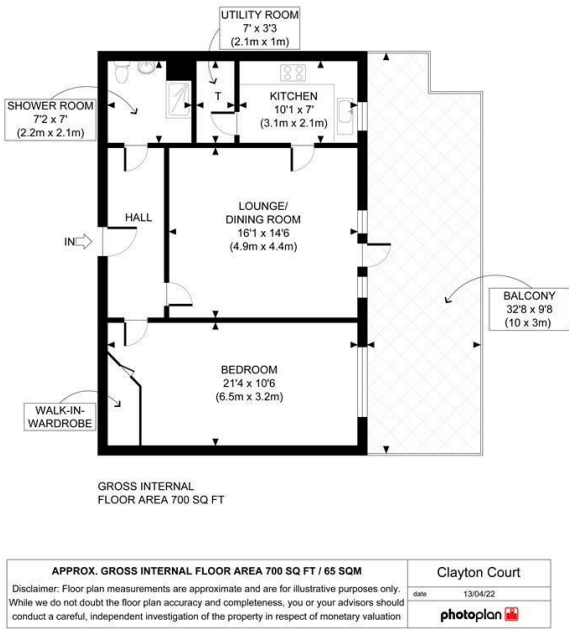 UTILITY ROOM
7' x 3'3
(2.1m x 1m)
SHOWER ROOM
7'2 x 7'
(2.2m x 2.1m)
T
KITCHEN
10'1 x 7'
(3.1m x 2.1m)
HALL
IN
LOUNGE/
DINING ROOM
16'1 x 14'6
(4.9m x 4.4m)
BALCONY
32'8 x 9'8
(10 x 3m)
BEDROOM
21'4 x 10'6
(6.5m x 3.2m)
WALK-IN-
WARDROBE
GROSS INTERNAL
FLOOR AREA 700 SQ FT
APPROX. GROSS INTERNAL FLOOR AREA 700 SQ FT / 65 SQM
Disclaimer: Floor plan measurements are approximate and are for illustrative purposes only.
While we do not doubt the floor plan accuracy and completeness, you or your advisors should
conduct a careful, independent investigation of the property in respect of monetary valuation
Clayton Court
date 13/04/22
photoplan